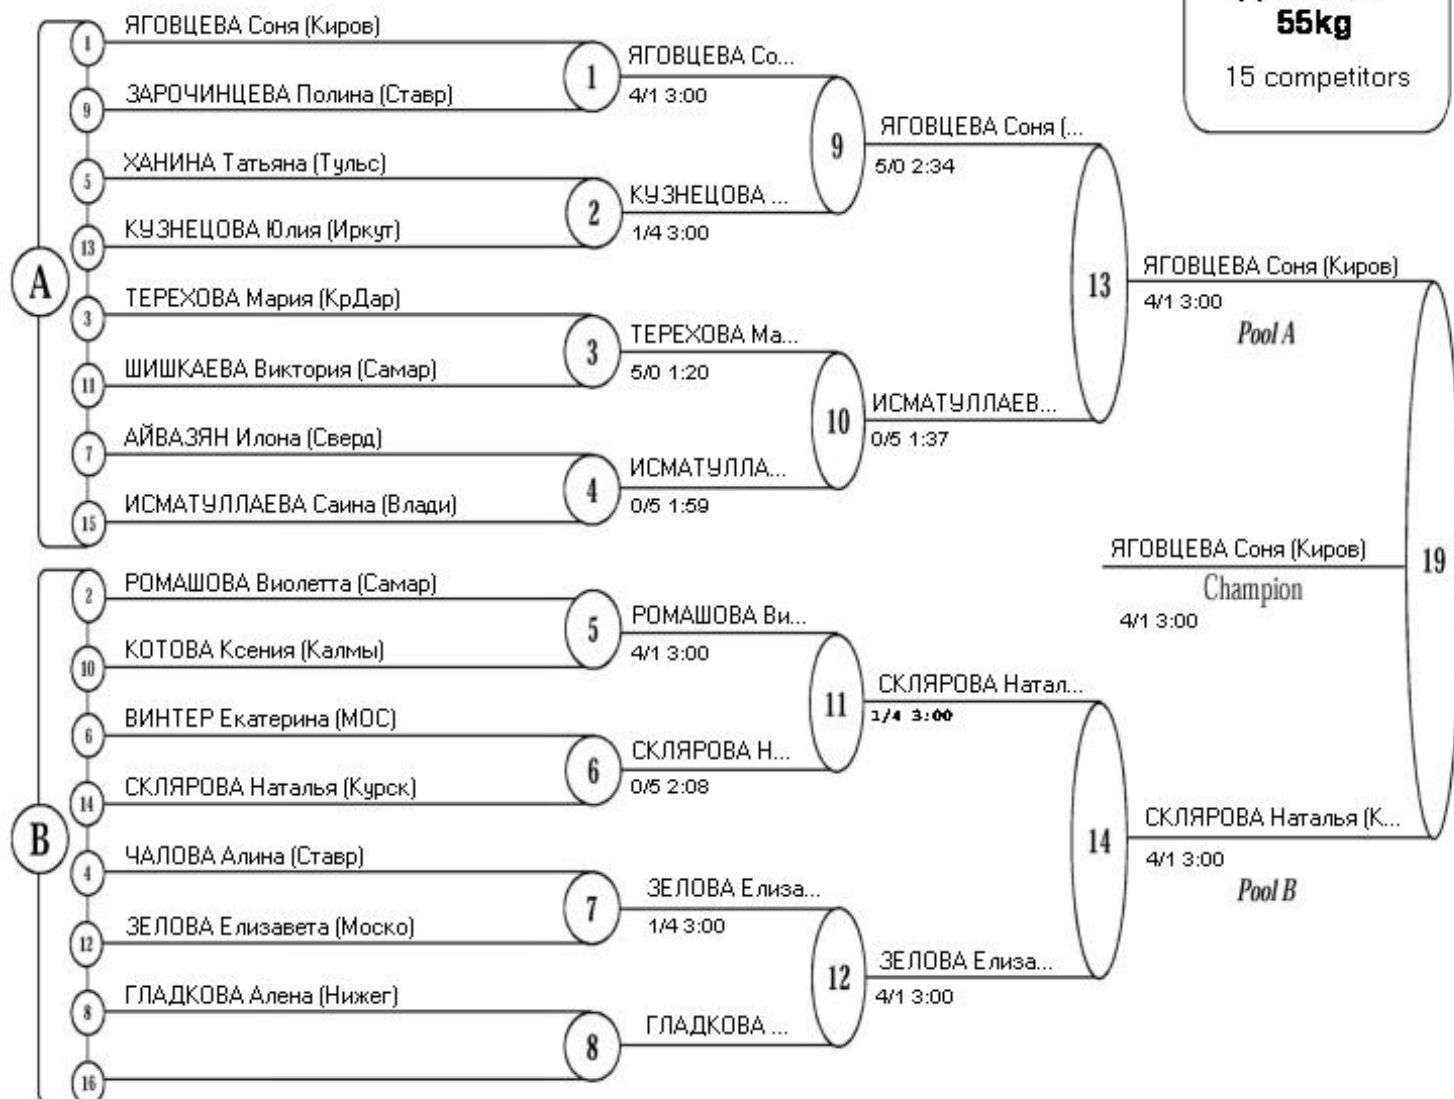 55kg
15 competitors
A
1
ЯГОВЦЕВА Соня (Киров)
9
ЗАРОЧИНЦЕВА Полина (Ставр)
5
ХАНИНА Татьяна (Тульс)
13
КУЗНЕЦОВА Юлия (Иркут)
3
ТЕРЕХОВА Мария (КрДар)
11
ШИШКАЕВА Виктория (Самар)
7
АЙВАЗЯН Илона (Сверд)
15
ИСМАТУЛЛАЕВА Саина (Влади)
B
2
РОМАШОВА Виолетта (Самар)
10
КОТОВА Ксения (Калмы)
6
ВИНТЕР Екатерина (МОС)
14
СКЛЯРОВА Наталья (Курск)
4
ЧАЛОВА Алина (Ставр)
12
ЗЕЛОВА Елизавета (Моско)
8
ГЛАДКОВА Алена (Нижег)
16
1
ЯГОВЦЕВА Со...
4/1 3:00
2
КУЗНЕЦОВА ...
1/4 3:00
3
ТЕРЕХОВА Ма...
5/0 1:20
4
ИСМАТУЛЛА...
0/5 1:59
5
РОМАШОВА Ви...
4/1 3:00
6
СКЛЯРОВА Н...
0/5 2:08
7
ЗЕЛОВА Елиза...
1/4 3:00
8
ГЛАДКОВА ...
9
ЯГОВЦЕВА Соня (...
5/0 2:34
10
ИСМАТУЛЛАЕВ...
0/5 1:37
11
СКЛЯРОВА Натал...
1/4 3:00
12
ЗЕЛОВА Елиза...
4/1 3:00
13
ЯГОВЦЕВА Соня (Киров)
4/1 3:00
Pool A
14
СКЛЯРОВА Наталья (К...
4/1 3:00
Pool B
19
ЯГОВЦЕВА Соня (Киров)
Champion
4/1 3:00